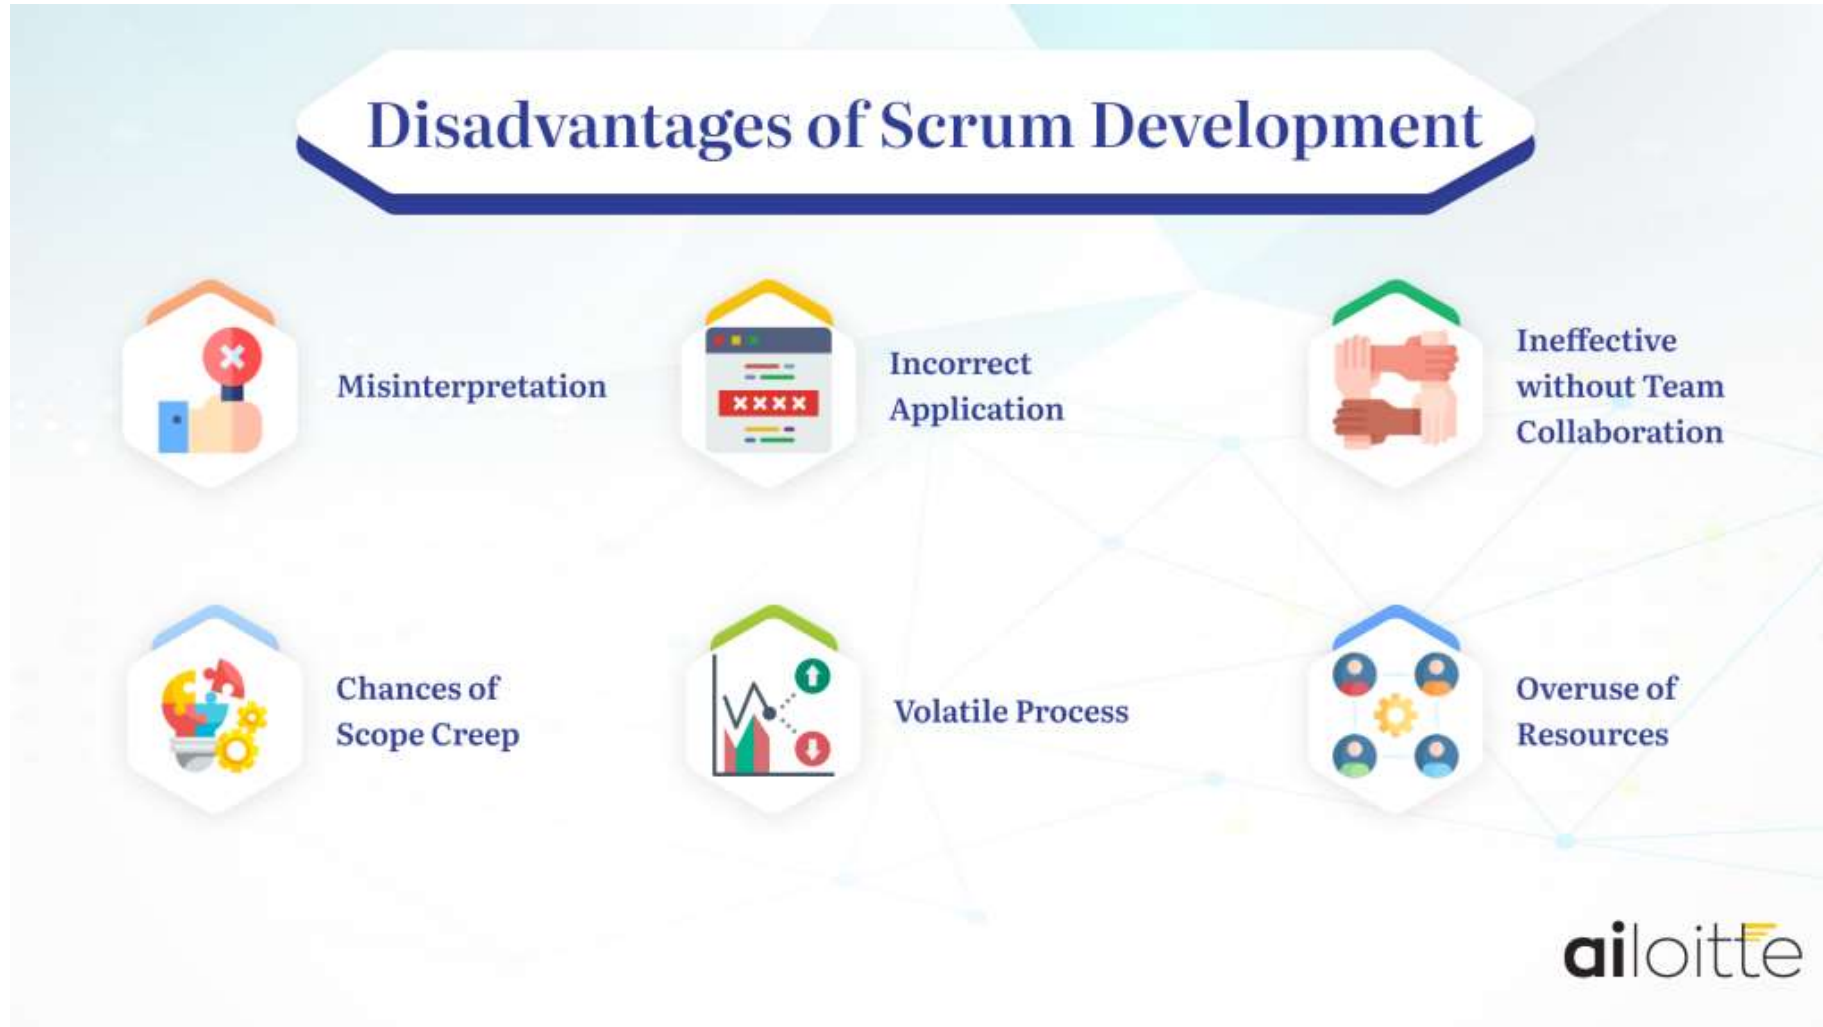 Disadvantages of Scrum Development
Misinterpretation
Incorrect
Application
Ineffective
without Team
Collaboration
Chances of
Scope Creep
Volatile Process
Overuse of
Resources
ailoitte